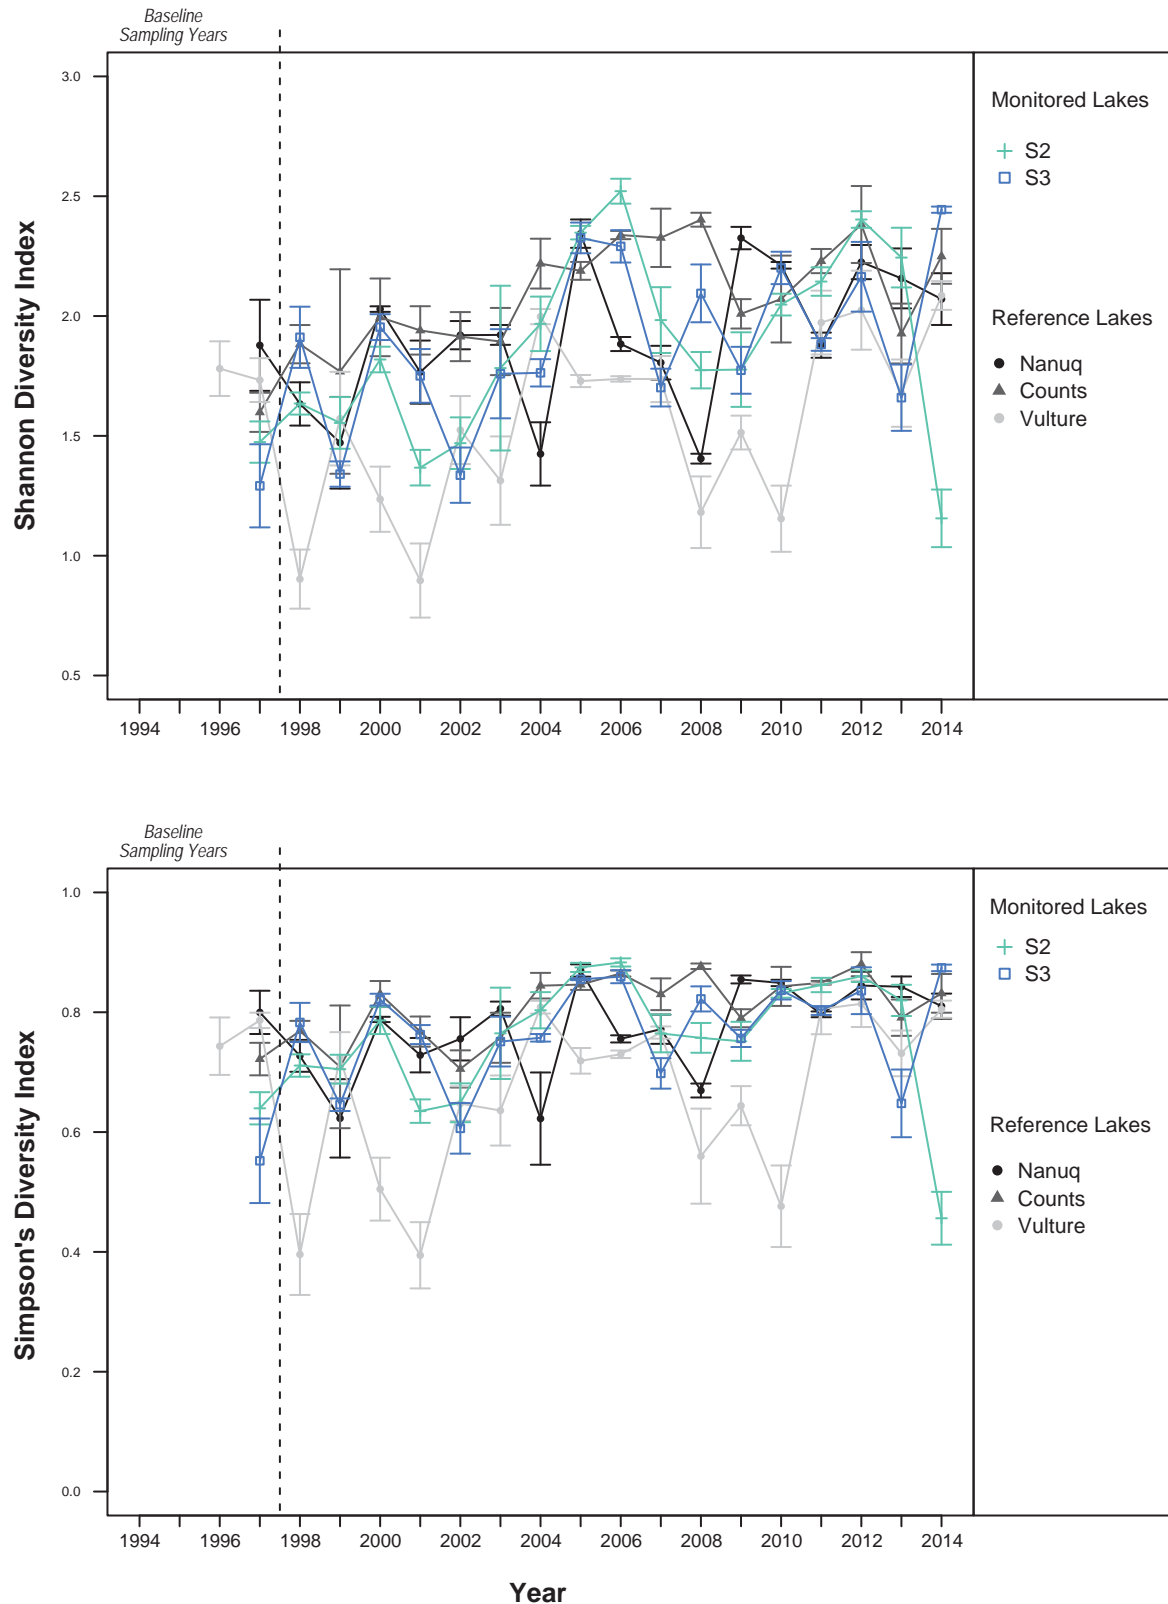 Baseline
Sampling Years
Shannon Diversity Index
3.0
2.5
2.0
1.5
1.0
0.5
1994
1996
1998
2000
2002
2004
2006
2008
2010
2012
2014
Monitored Lakes
S2
S3
Reference Lakes
Nanuq
Counts
Vulture
Baseline
Sampling Years
Simpson's Diversity Index
1.0
0.8
0.6
0.4
0.2
0.0
1994
1996
1998
2000
2002
2004
2006
2008
2010
2012
2014
Year
Monitored Lakes
S2
S3
Reference Lakes
Nanuq
Counts
Vulture